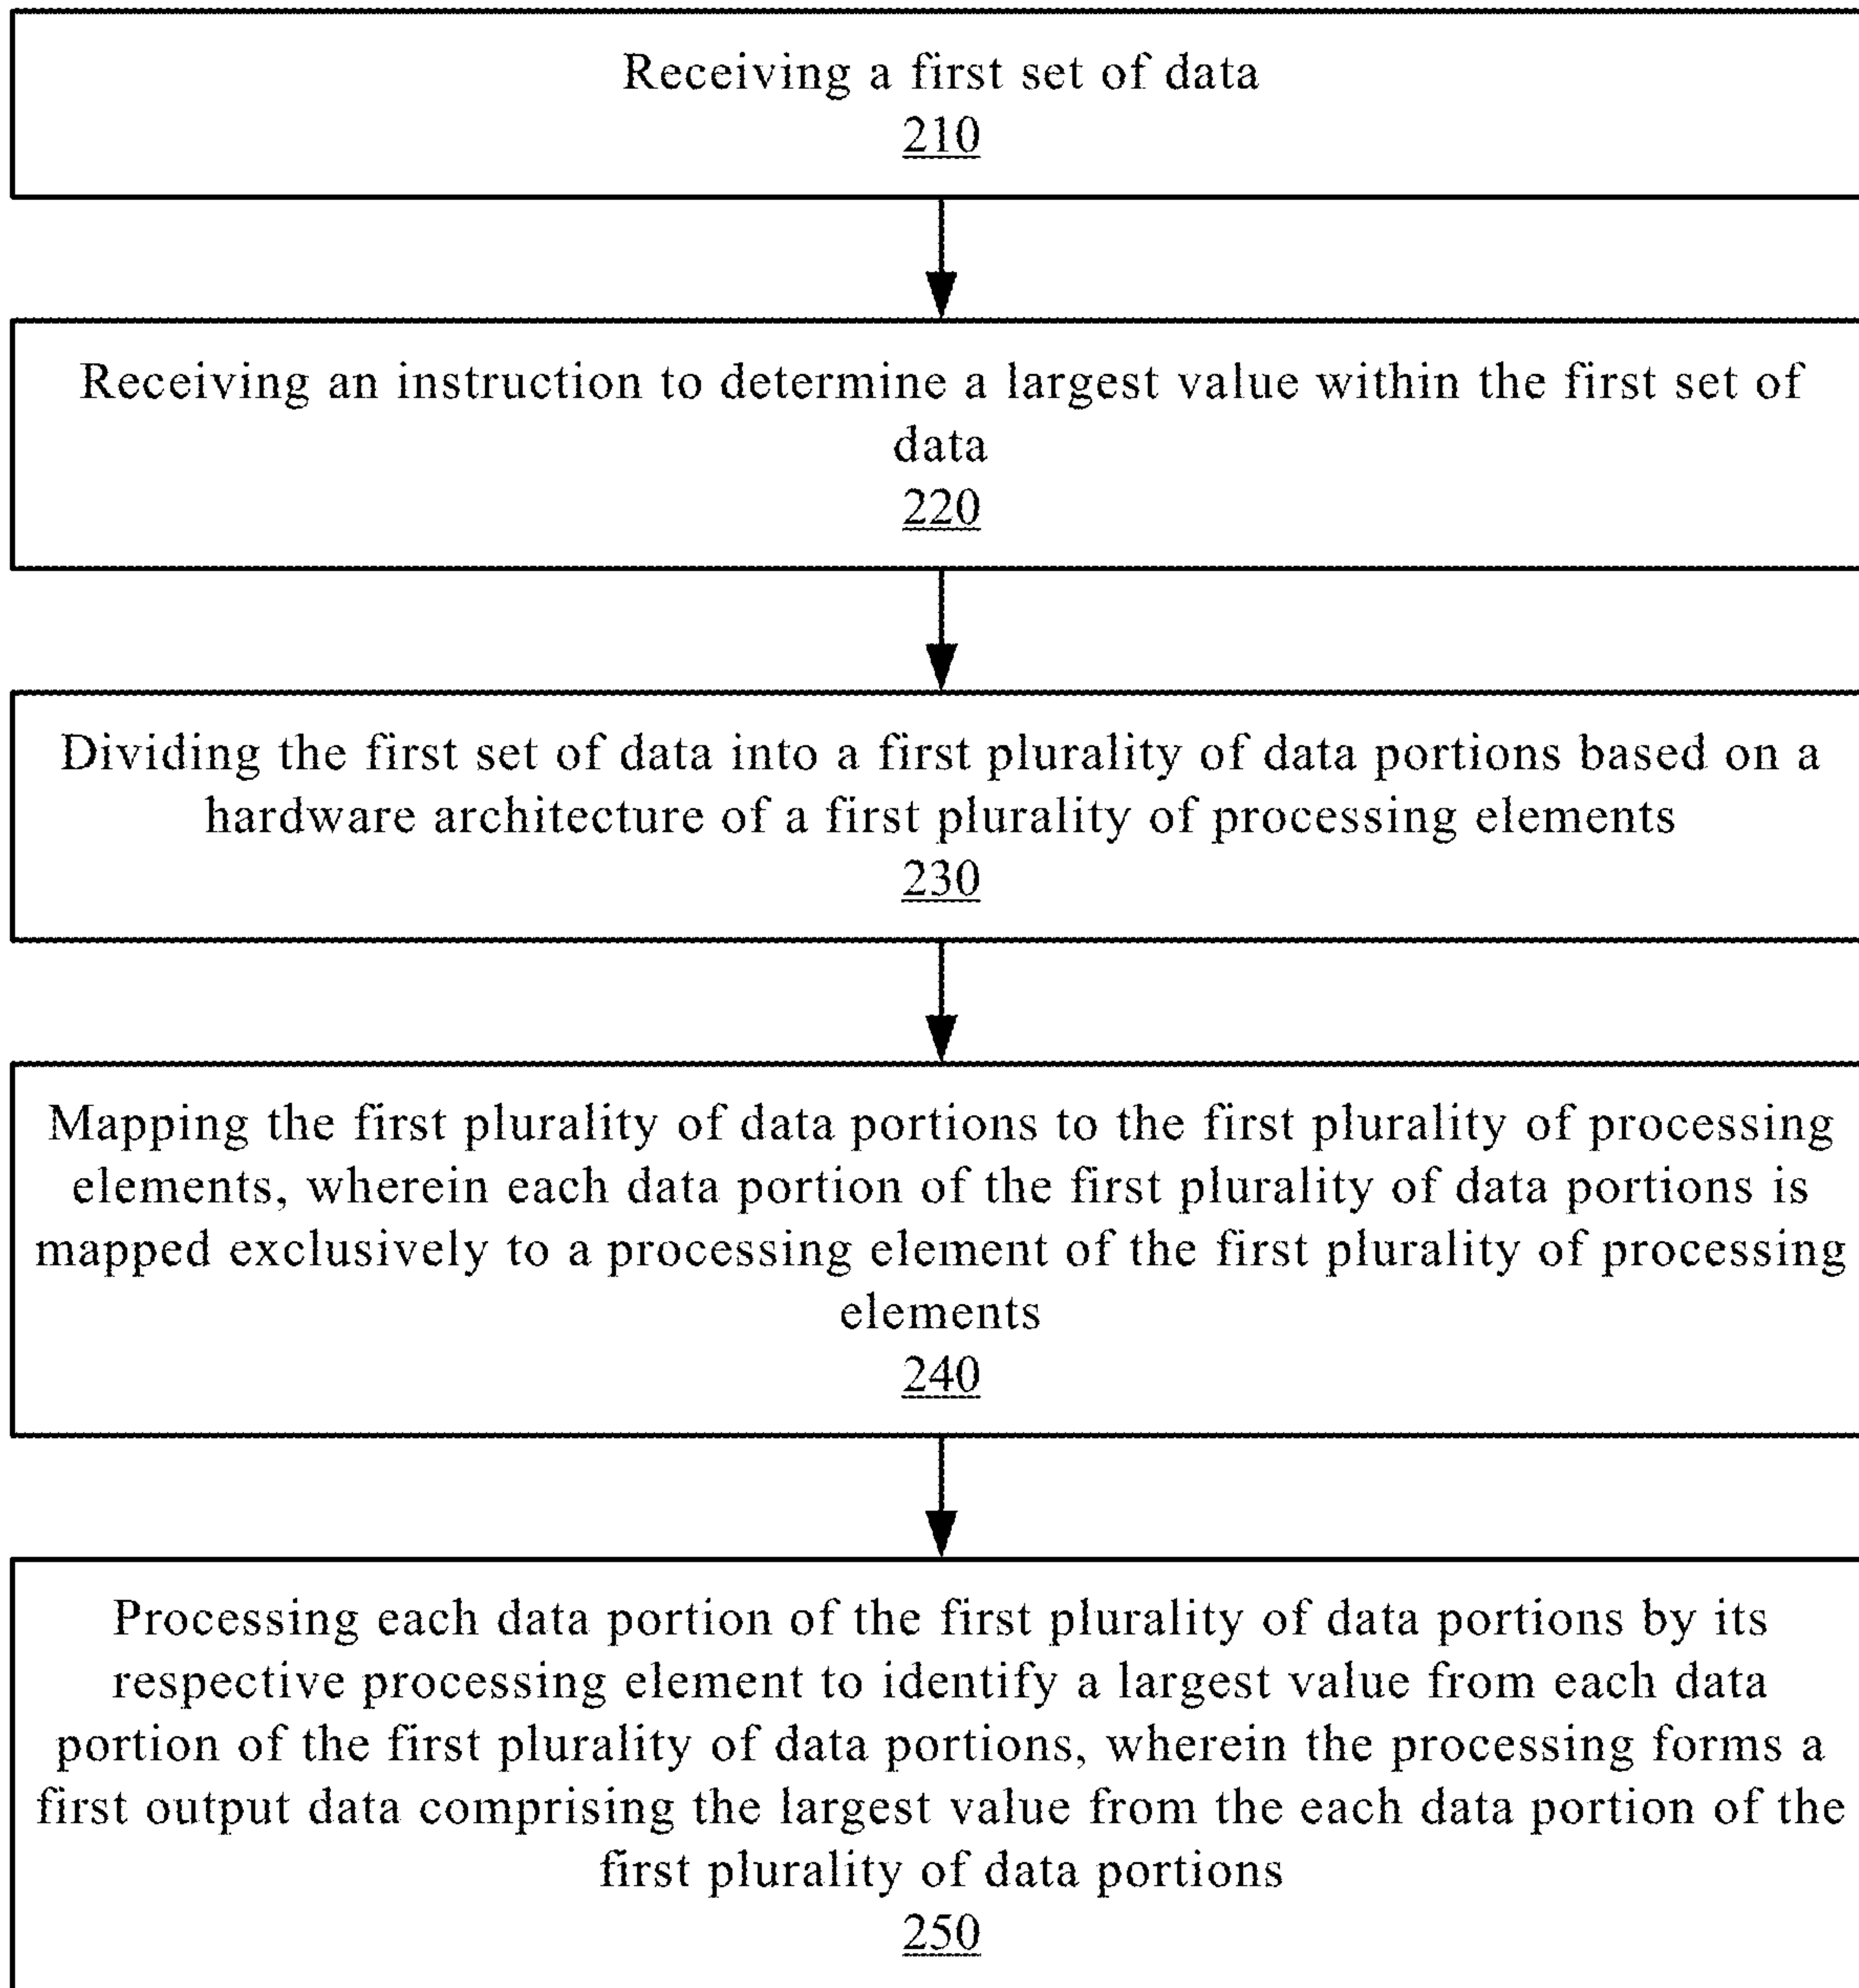 Receiving a first set of data
210
Receiving an instruction to determine a largest value within the first set of
data
220
Dividing the first set of data into a first plurality of data portions based on a
hardware architecture of a first plurality of processing elements
230
Mapping the first plurality of data portions to the first plurality of processing
elements, wherein each data portion of the first plurality of data portions is
mapped exclusively to a processing element of the first plurality of processing
elements
240
Processing each data portion of the first plurality of data portions by its
respective processing element to identify a largest value from each data
portion of the first plurality of data portions, wherein the processing forms a
first output data comprising the largest value from the each data portion of the
first plurality of data portions
250